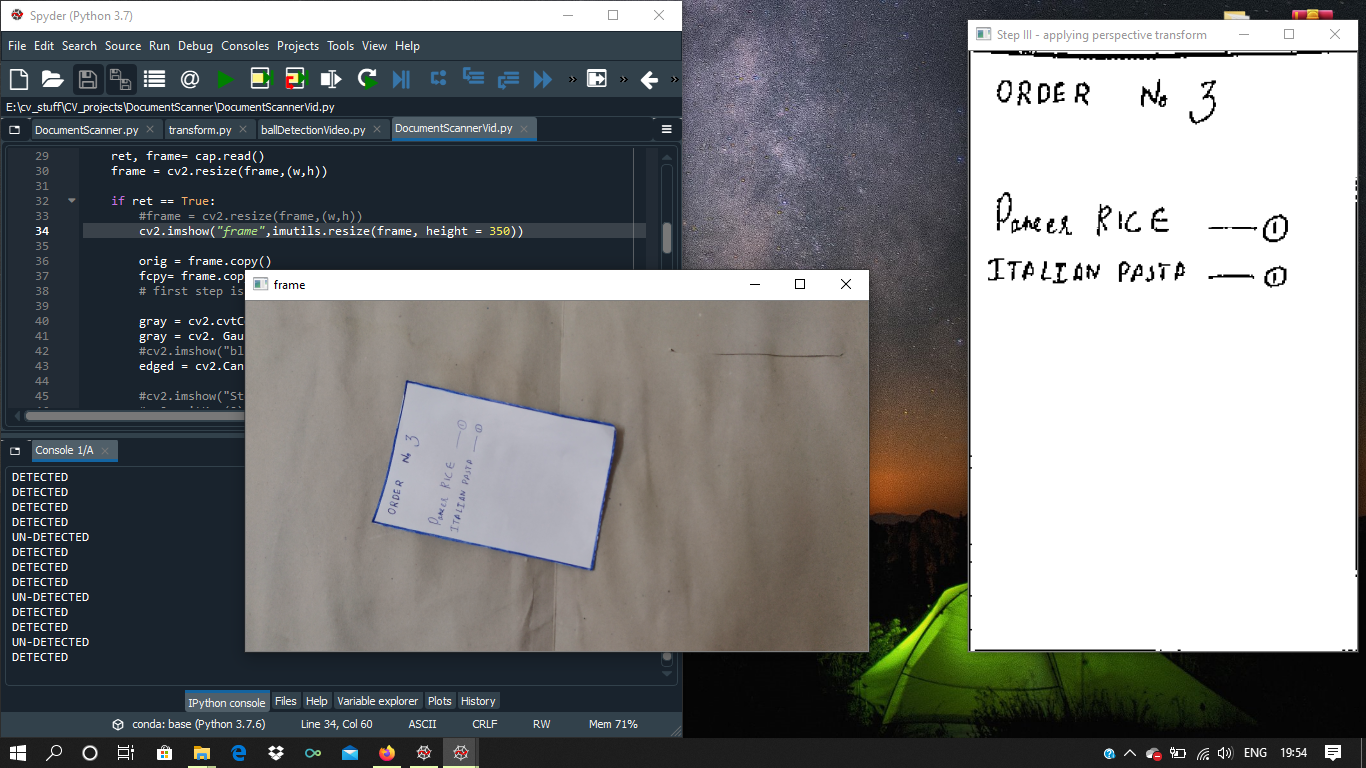 Spyder (Python 3.7)
File Edit Search Source Run Debug Consoles Projects Tools View Help
E:\cv_stuff\CV_projects\DocumentScanner\DocumentScannerVid.py
DocumentScanner.py transform.py ballDetectionVideo.py DocumentScannerVid.py
29 ret, frame= cap.read()
30 frame = cv2.resize(frame,(w,h))
31
32 if ret == True:
33 #frame = cv2.resize(frame,(w,h))
34 cv2.imshow("frame",imutils.resize(frame, height = 350))
35
36 orig = frame.copy()
37 fcpy= frame.cop
38 # first step is
39
40 gray = cv2.cvtC
41 gray = cv2. Gau
42 #cv2.imshow("bl
43 edged = cv2.Can
44
45 #cv2.imshow("St
Console 1/A
DETECTED
DETECTED
DETECTED
DETECTED
UN-DETECTED
DETECTED
DETECTED
DETECTED
UN-DETECTED
DETECTED
DETECTED
UN-DETECTED
DETECTED
IPython console Files Help Variable explorer Plots History
conda: base (Python 3.7.6) Line 34, Col 60 ASCII CRLF RW Mem 71%
frame
ORDER No 3
Paneer RICE — 1
ITALIAN PASTA — 1
Step III - applying perspective transform
ORDER No 3
Paneer RICE — 1
ITALIAN PASTA — 1
ENG 19:54